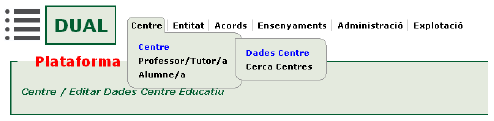 DUAL
Centre Entitat Acords Ensenyaments Administració Explotació
Centre
Professor/Tutor/a
Alumne/a
Dades Centre
Cerca Centres
Plataforma
Centre / Editar Dades Centre Educatiu